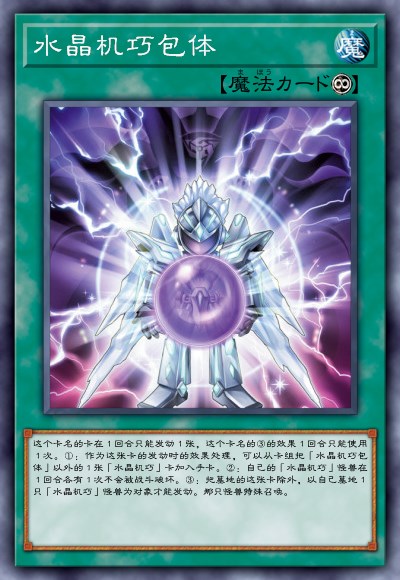 水晶机巧包体
魔
【魔法カード】
まほう
这个卡名的卡在1回合只能发动1张，这个卡名的③的效果1回合只能使用
1次。①：作为这张卡的发动时的效果处理，可以从卡组把「水晶机巧包
体」以外的1张「水晶机巧」卡加入手卡。②：自己的「水晶机巧」怪兽在
1回合各有1次不会被战斗破坏。③：把墓地的这张卡除外，以自己墓地1
只「水晶机巧」怪兽为对象才能发动。那只怪兽特殊召唤。